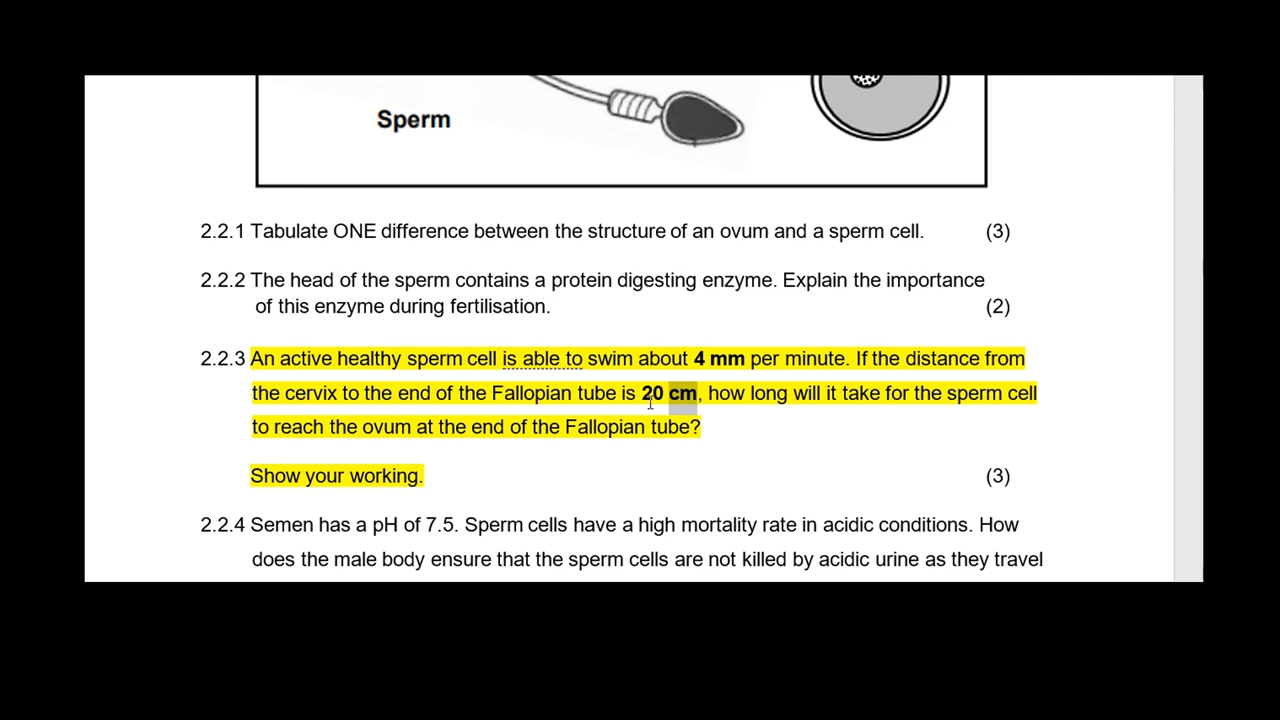 Sperm
2.2.1 Tabulate ONE difference between the structure of an ovum and a sperm cell. (3)
2.2.2 The head of the sperm contains a protein digesting enzyme. Explain the importance
of this enzyme during fertilisation. (2)
2.2.3 An active healthy sperm cell is able to swim about 4 mm per minute. If the distance from
the cervix to the end of the Fallopian tube is 20 cm, how long will it take for the sperm cell
to reach the ovum at the end of the Fallopian tube?
Show your working. (3)
2.2.4 Semen has a pH of 7.5. Sperm cells have a high mortality rate in acidic conditions. How
does the male body ensure that the sperm cells are not killed by acidic urine as they travel